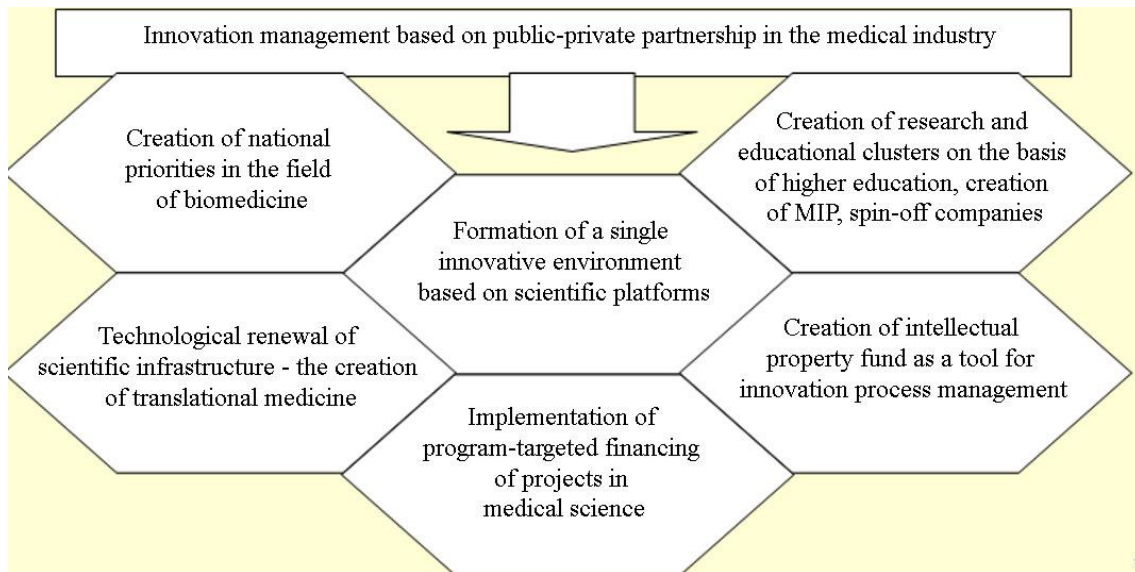 Innovation management based on public-private partnership in the medical industry
Creation of national
priorities in the field
of biomedicine
Creation of research and
educational clusters on the basis
of higher education, creation
of MIP, spin-off companies
Formation of a single
innovative environment
based on scientific platforms
Technological renewal of
scientific infrastructure - the creation
of translational medicine
Creation of intellectual
property fund as a tool for
innovation process management
Implementation of
program-targeted financing
of projects in
medical science